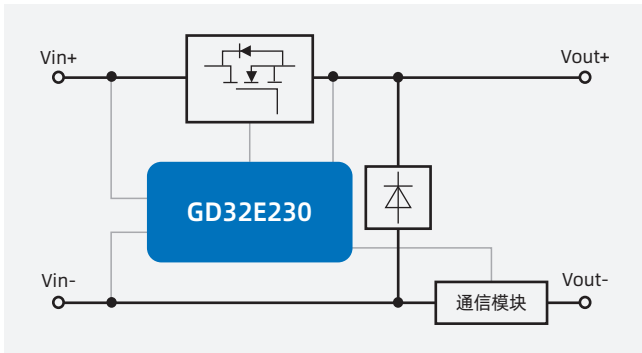 Vin+
Vout+
GD32E230
Vin-
Vout-
通信模块